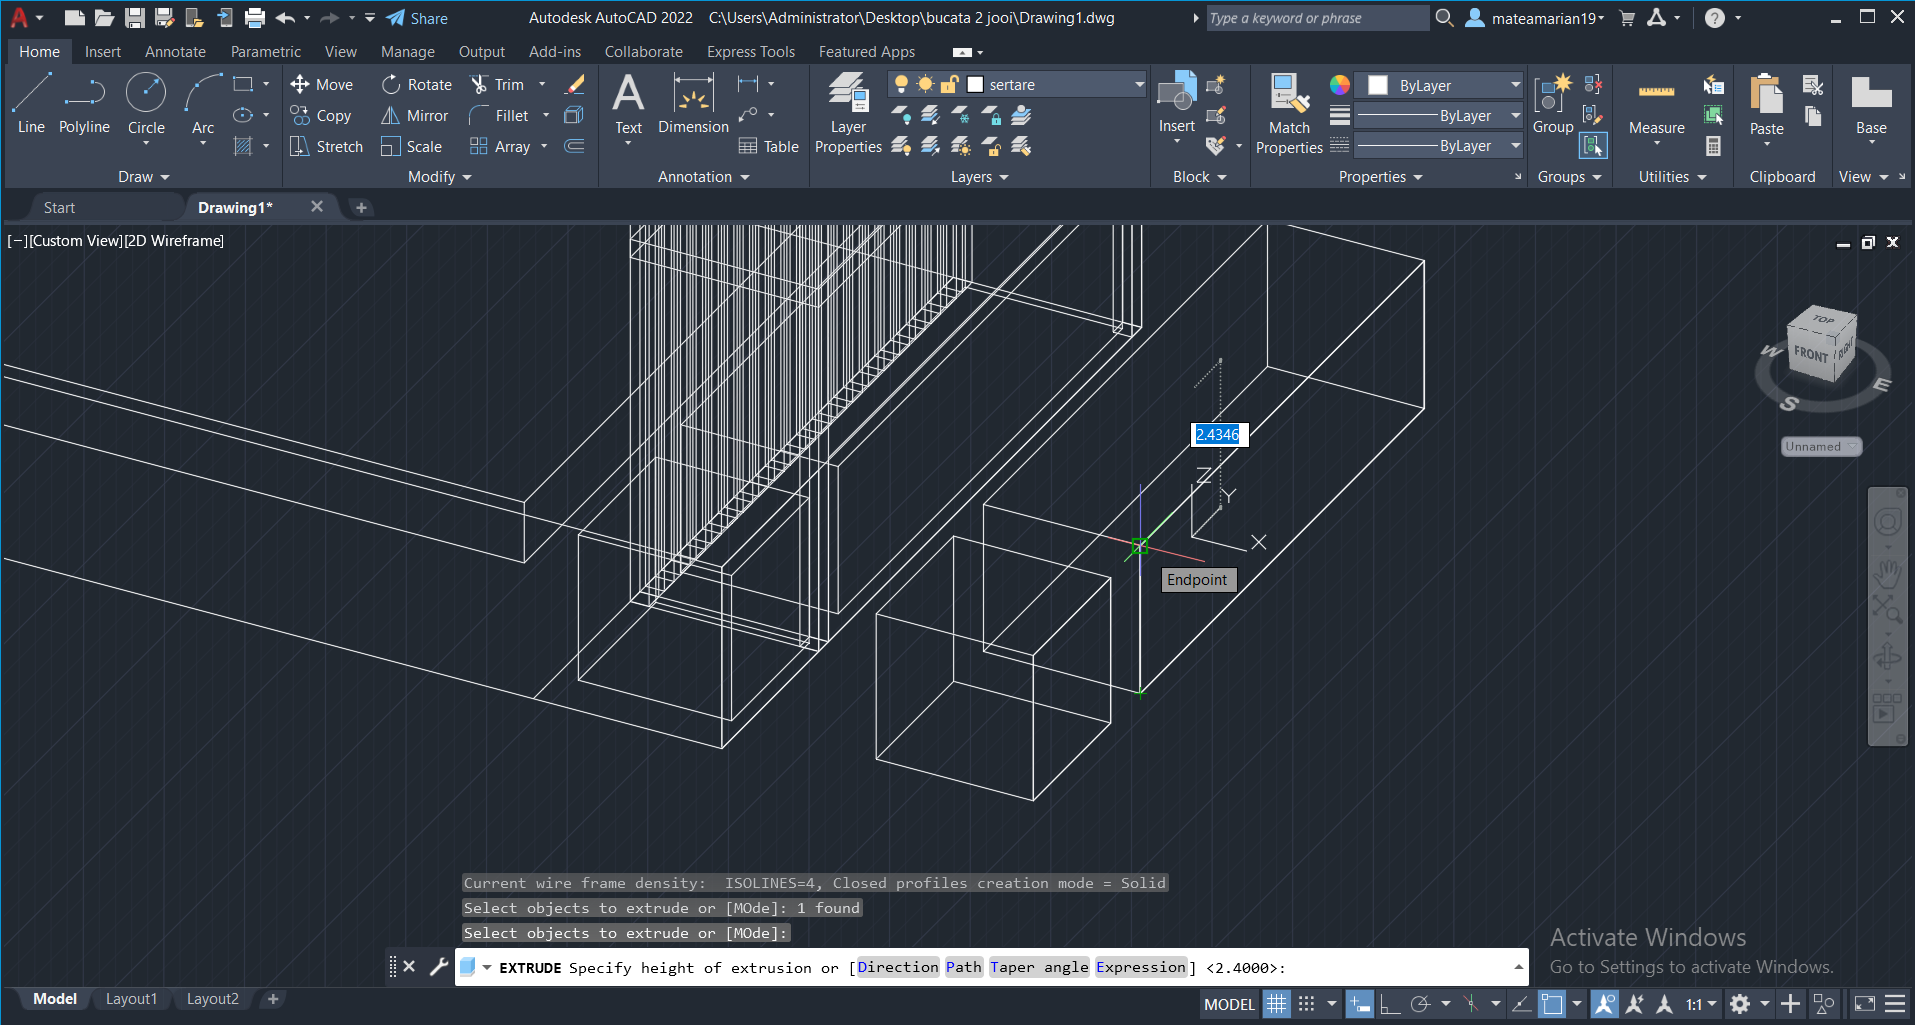 Share
Autodesk AutoCAD 2022 C:\Users\Administrator\Desktop\bucata 2 jooi\Drawing1.dwg
Type a keyword or phrase
mateamarian19
Home Insert Annotate Parametric View Manage Output Add-ins Collaborate Express Tools Featured Apps
Line Polyline Circle Arc
Move Rotate Trim
Copy Mirror Fillet
Stretch Scale Array
Text Dimension Table
Layer Properties
sertare
Insert
Match Properties
ByLayer
ByLayer
ByLayer
Group
Measure
Paste
Base
Draw Modify Annotation Layers Block Properties Groups Utilities Clipboard View
Start Drawing1*
[−][Custom View][2D Wireframe]
TOP
FRONT
RIGHT
W
E
S
Unnamed
2.4346
Z
Y
X
Endpoint
Current wire frame density:  ISOLINES=4, Closed profiles creation mode = Solid
Select objects to extrude or [MOde]: 1 found
Select objects to extrude or [MOde]:
EXTRUDE Specify height of extrusion or [Direction Path Taper angle Expression] <2.4000>:
Activate Windows
Go to Settings to activate Windows.
Model Layout1 Layout2
MODEL
1:1